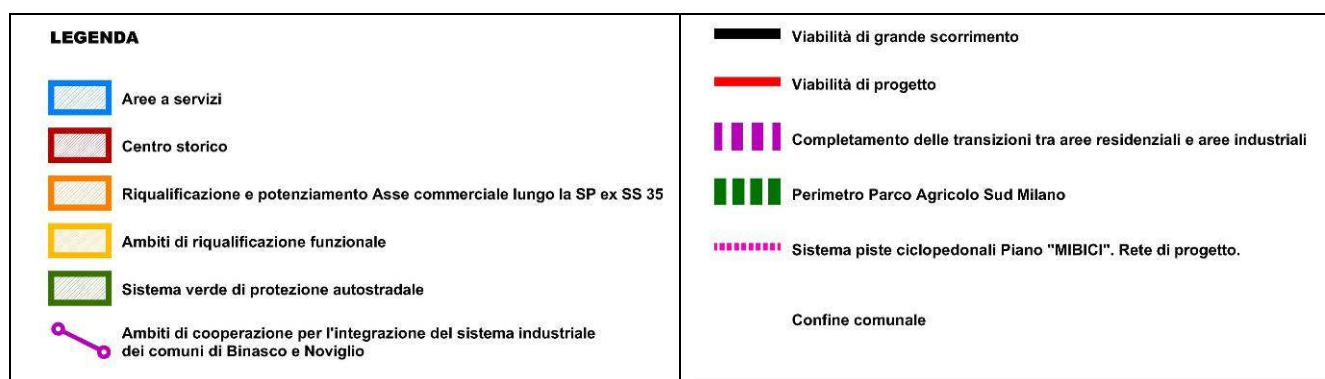 LEGENDA
Aree a servizi
Centro storico
Riqualificazione e potenziamento Asse commerciale lungo la SP ex SS 35
Ambiti di riqualificazione funzionale
Sistema verde di protezione autostradale
Ambiti di cooperazione per l'integrazione del sistema industriale
dei comuni di Binasco e Noviglio
Viabilità di grande scorrimento
Viabilità di progetto
Completamento delle transizioni tra aree residenziali e aree industriali
Perimetro Parco Agricolo Sud Milano
Sistema piste ciclopedonali Piano "MIBICI". Rete di progetto.
Confine comunale